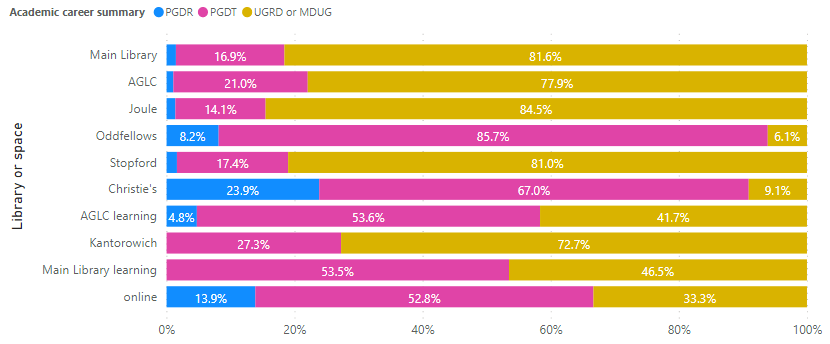 Academic career summary PGDR PGDT UGRD or MDUG
Library or space
Main Library 16.9% 81.6%
AGLC 21.0% 77.9%
Joule 14.1% 84.5%
Oddfellows 8.2% 85.7% 6.1%
Stopford 17.4% 81.0%
Christie's 23.9% 67.0% 9.1%
AGLC learning 4.8% 53.6% 41.7%
Kantorowich 27.3% 72.7%
Main Library learning 53.5% 46.5%
online 13.9% 52.8% 33.3%
0% 20% 40% 60% 80% 100%